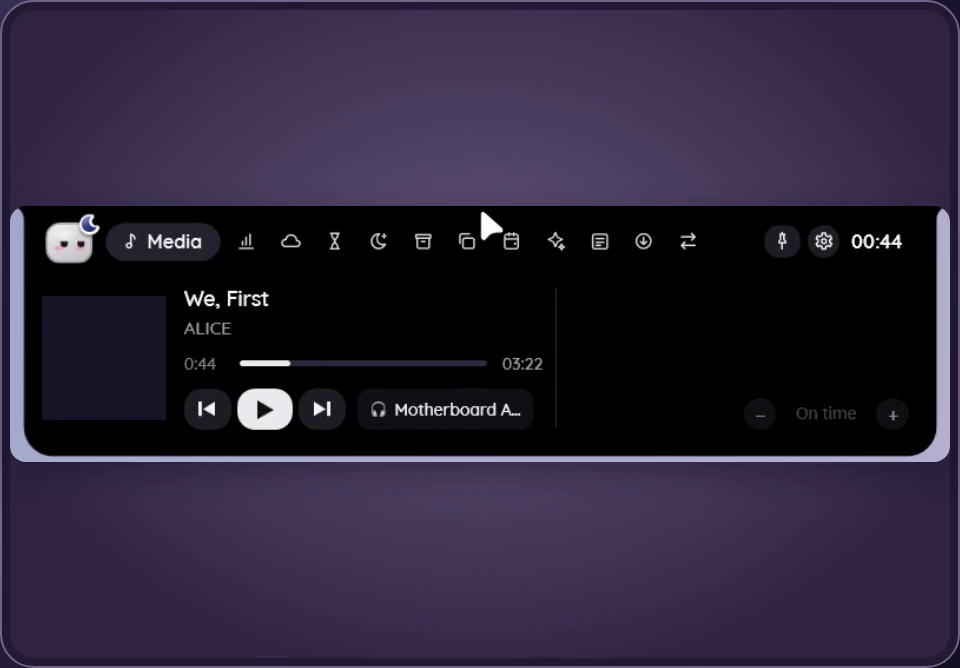 Media
00:44
We, First
ALICE
0:44
03:22
Motherboard A...
− On time +